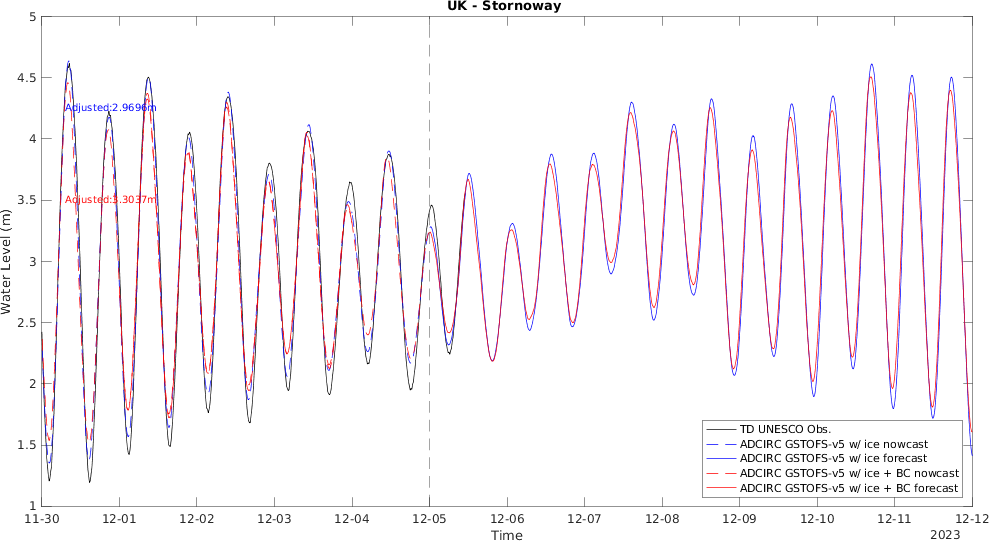 UK - Stornoway
5
4.5
4
3.5
3
2.5
2
1.5
1
Water Level (m)
Adjusted:2.9696m
Adjusted:3.3037m
TD UNESCO Obs.
ADCIRC GSTOFS-v5 w/ ice nowcast
ADCIRC GSTOFS-v5 w/ ice forecast
ADCIRC GSTOFS-v5 w/ ice + BC nowcast
ADCIRC GSTOFS-v5 w/ ice + BC forecast
11-30 12-01 12-02 12-03 12-04 12-05 12-06 12-07 12-08 12-09 12-10 12-11 12-12
Time
2023